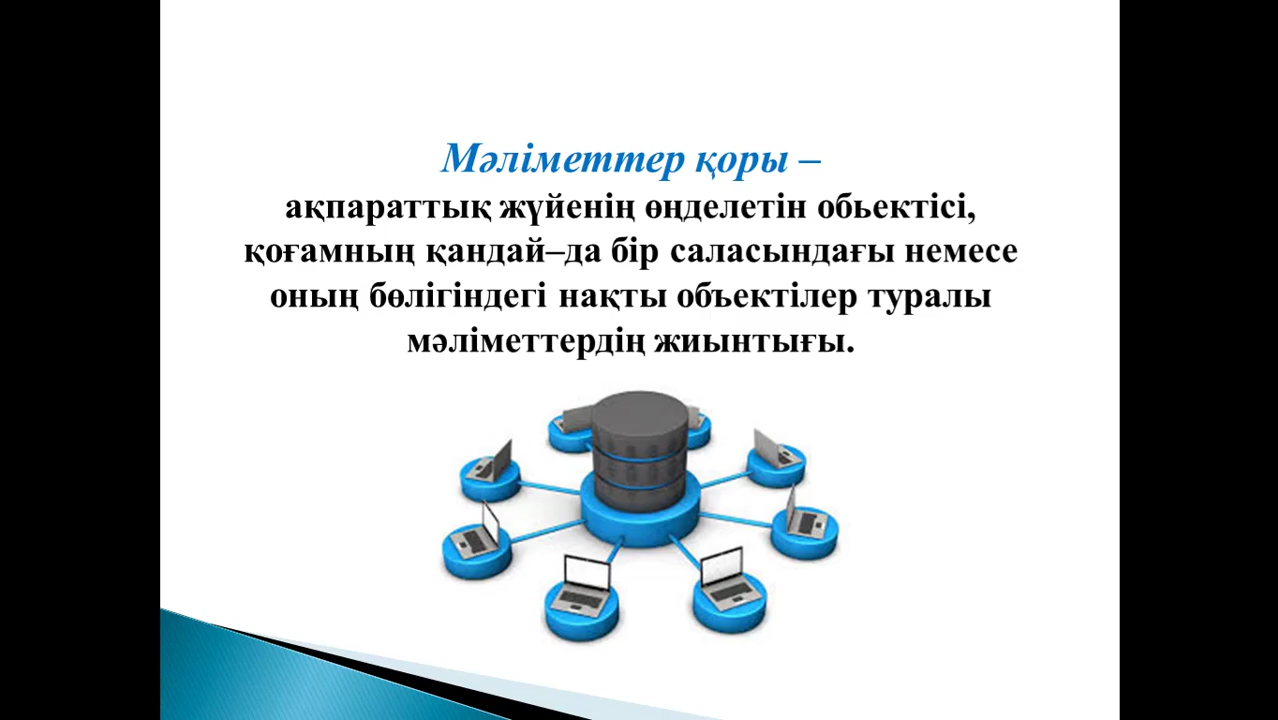 Мәліметтер қоры –
ақпараттық жүйенің өңделетін обьектісі,
қоғамның қандай–да бір саласындағы немесе
оның бөлігіндегі нақты объектілер туралы
мәліметтердің жиынтығы.